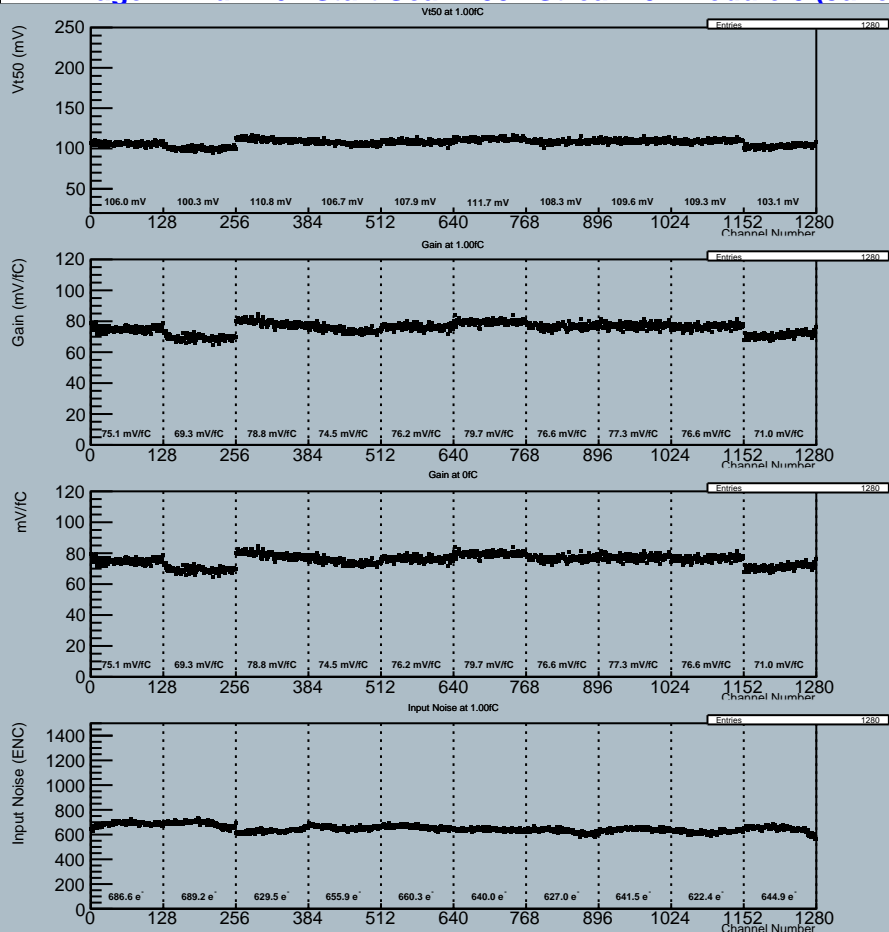 Vt50 at 1.00fC
Entries 1280
Vt50 (mV)
250
200
150
100
50
106.0 mV 100.3 mV 110.8 mV 106.7 mV 107.9 mV 111.7 mV 108.3 mV 109.6 mV 109.3 mV 103.1 mV
0 128 256 384 512 640 768 896 1024 1152 1280
Channel Number
Gain at 1.00fC
Entries 1280
Gain (mV/fC)
120
100
80
60
40
20
0
75.1 mV/fC 69.3 mV/fC 78.8 mV/fC 74.5 mV/fC 76.2 mV/fC 79.7 mV/fC 76.6 mV/fC 77.3 mV/fC 76.6 mV/fC 71.0 mV/fC
0 128 256 384 512 640 768 896 1024 1152 1280
Channel Number
Gain at 0fC
Entries 1280
mV/fC
120
100
80
60
40
20
0
75.1 mV/fC 69.3 mV/fC 78.8 mV/fC 74.5 mV/fC 76.2 mV/fC 79.7 mV/fC 76.6 mV/fC 77.3 mV/fC 76.6 mV/fC 71.0 mV/fC
0 128 256 384 512 640 768 896 1024 1152 1280
Channel Number
Input Noise at 1.00fC
Entries 1280
Input Noise (ENC)
1400
1200
1000
800
600
400
200
0
686.6 e- 689.2 e- 629.5 e- 655.9 e- 660.3 e- 640.0 e- 627.0 e- 641.5 e- 622.4 e- 644.9 e-
0 128 256 384 512 640 768 896 1024 1152 1280
Channel Number